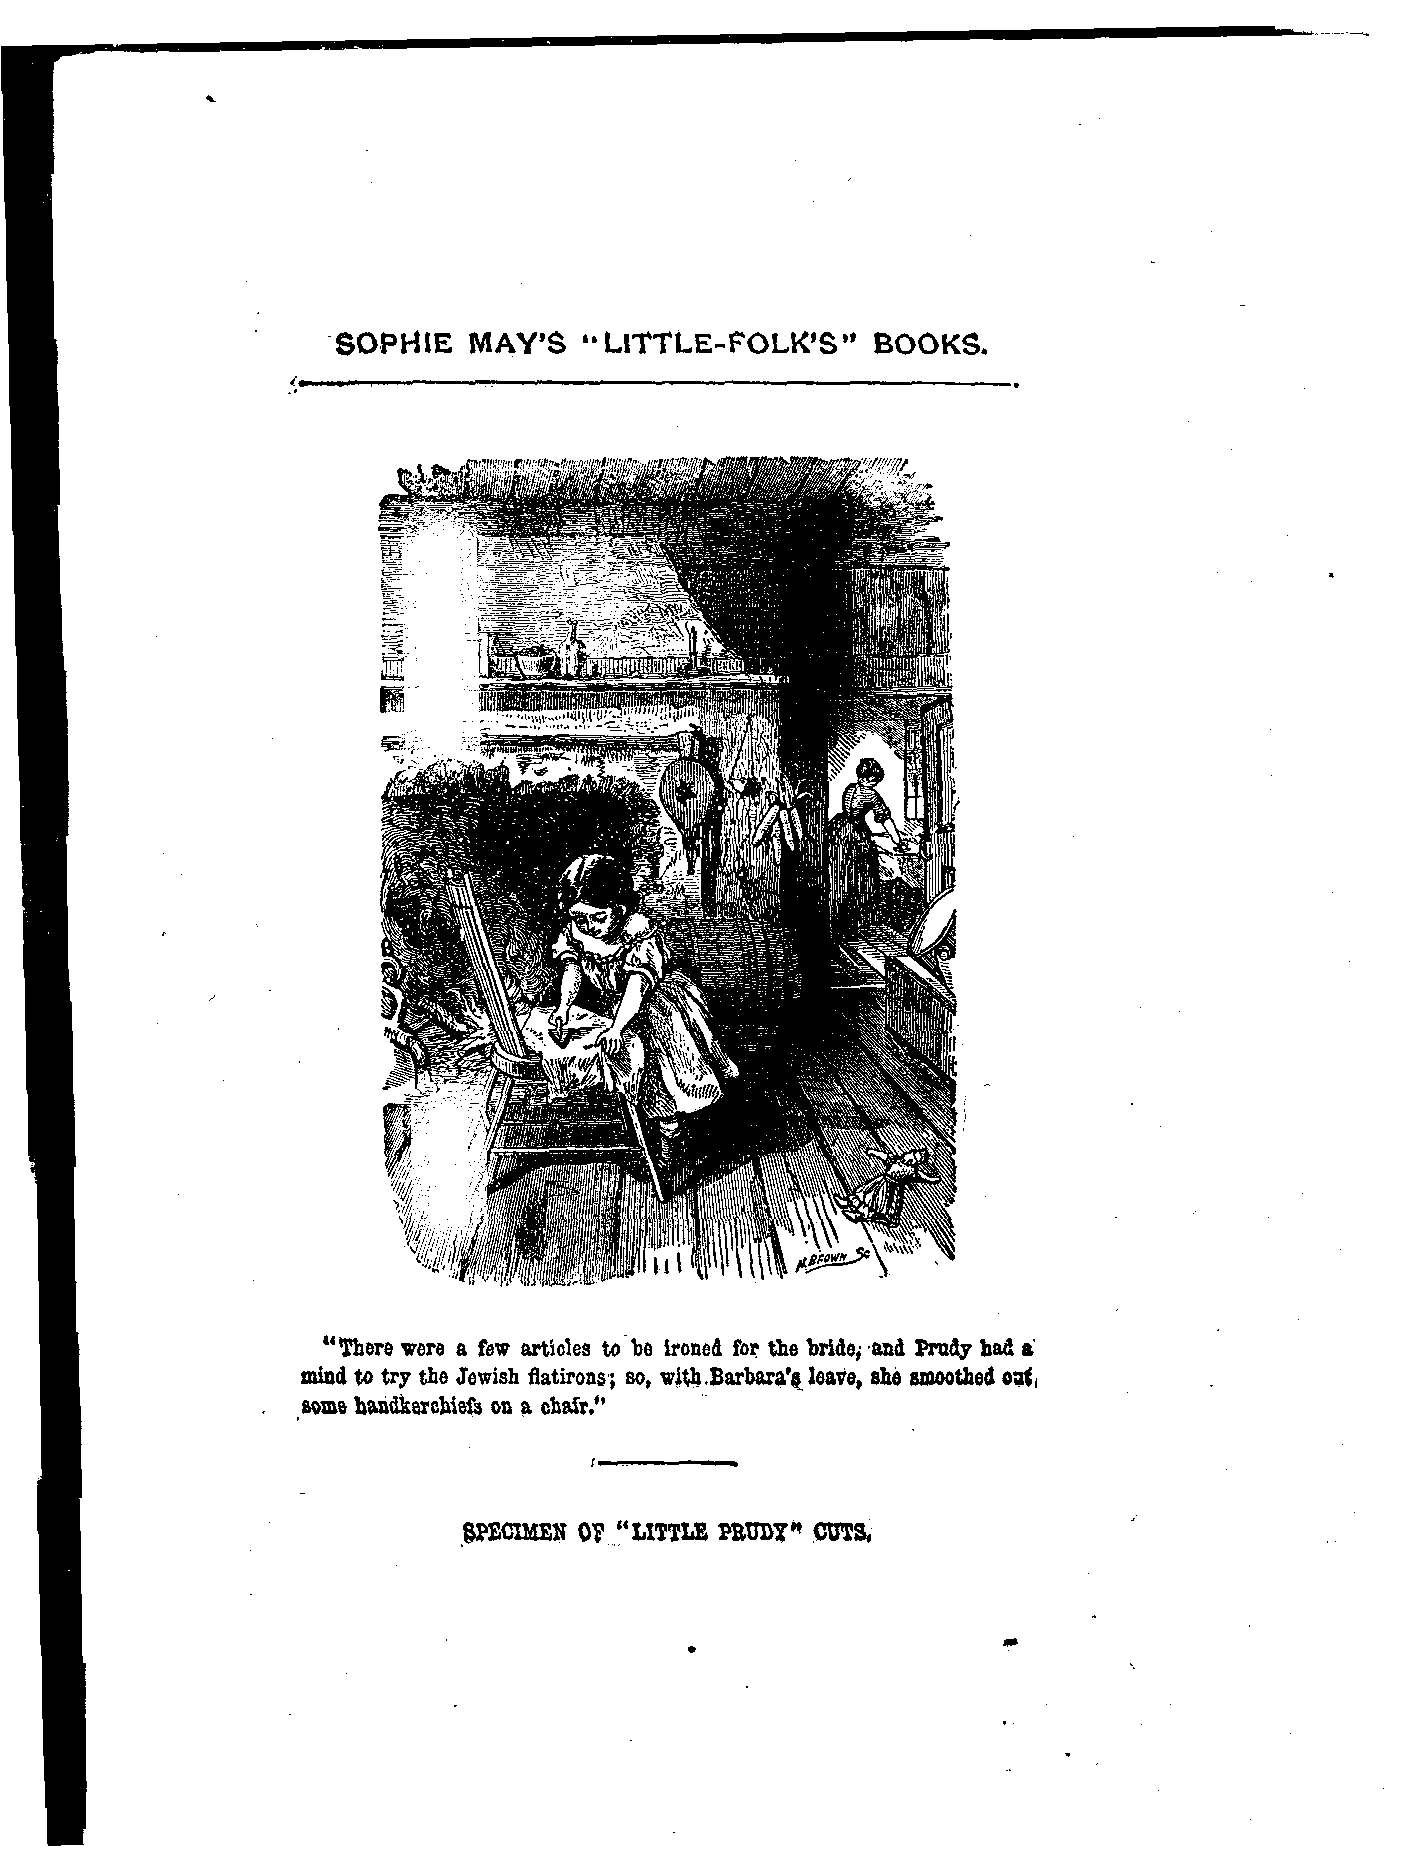 SOPHIE MAY'S "LITTLE-FOLK'S" BOOKS.
N. BROWN Sc
"There were a few articles to be ironed for the bride, and Prudy had a
mind to try the Jewish flatirons; so, with Barbara's leave, she smoothed out
some handkerchiefs on a chair."
SPECIMEN OF "LITTLE PRUDY" CUTS.